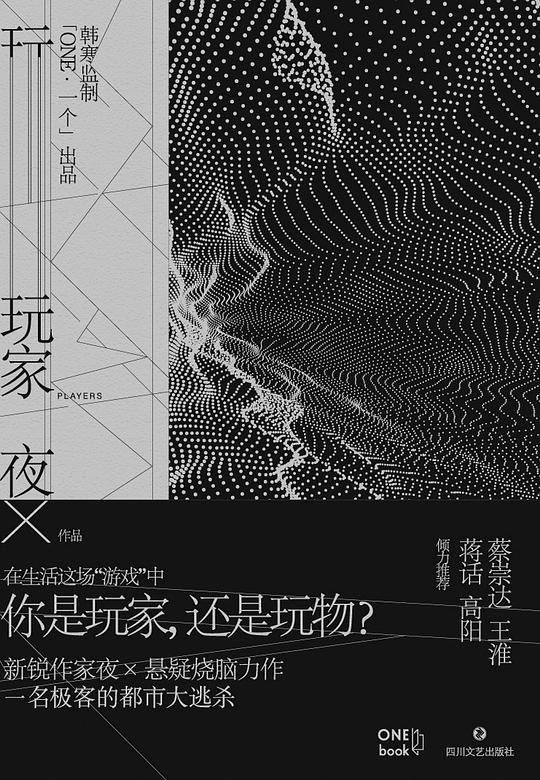 玩
韩寒监制
「ONE·一个」出品
玩家
PLAYERS
夜×
作品
在生活这场“游戏”中
你是玩家，还是玩物？
新锐作家夜×悬疑烧脑力作
一名极客的都市大逃杀
蔡崇达 王淮
蒋话 高阳
倾力推荐
ONE book
四川文艺出版社